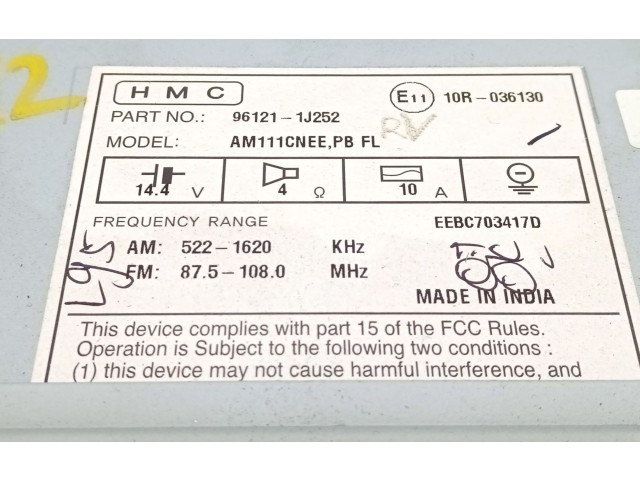 2
HMC
E11 10R-036130
PART NO.: 96121-1J252
MODEL: AM111CNEE,PB FL
14.4 V 4 Ω 10 A
FREQUENCY RANGE EEBC703417D
AM: 522-1620 KHz
FM: 87.5-108.0 MHz
MADE IN INDIA
This device complies with part 15 of the FCC Rules.
Operation is Subject to the following two conditions :
(1) this device may not cause harmful interference, and